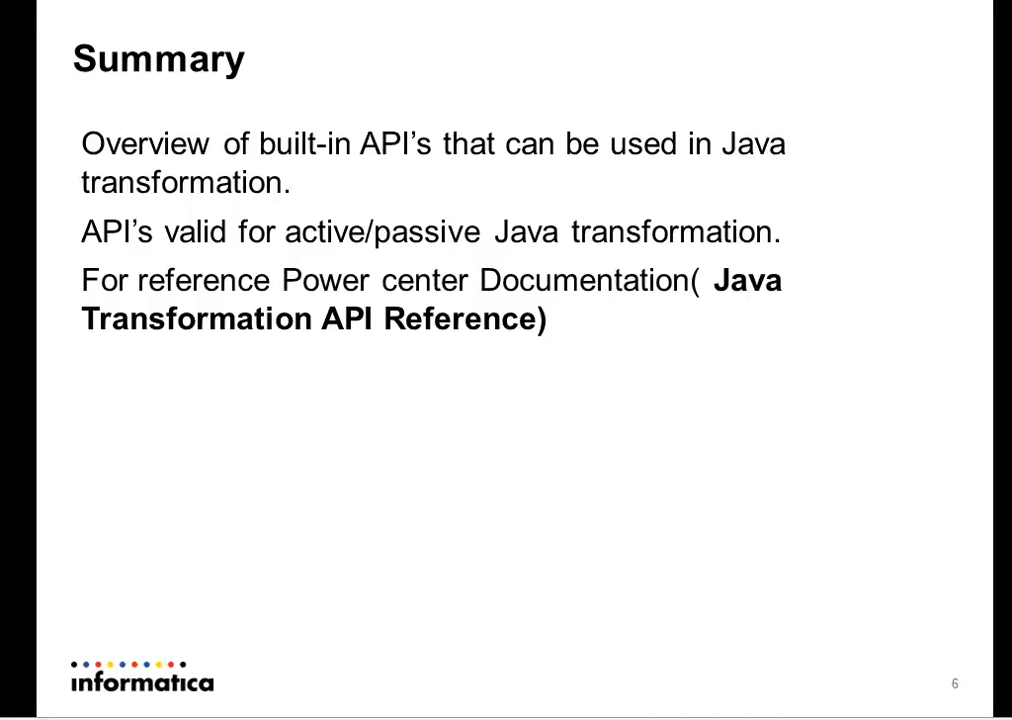 Summary
Overview of built-in API’s that can be used in Java
transformation.
API’s valid for active/passive Java transformation.
For reference Power center Documentation( Java
Transformation API Reference)
informatica
6